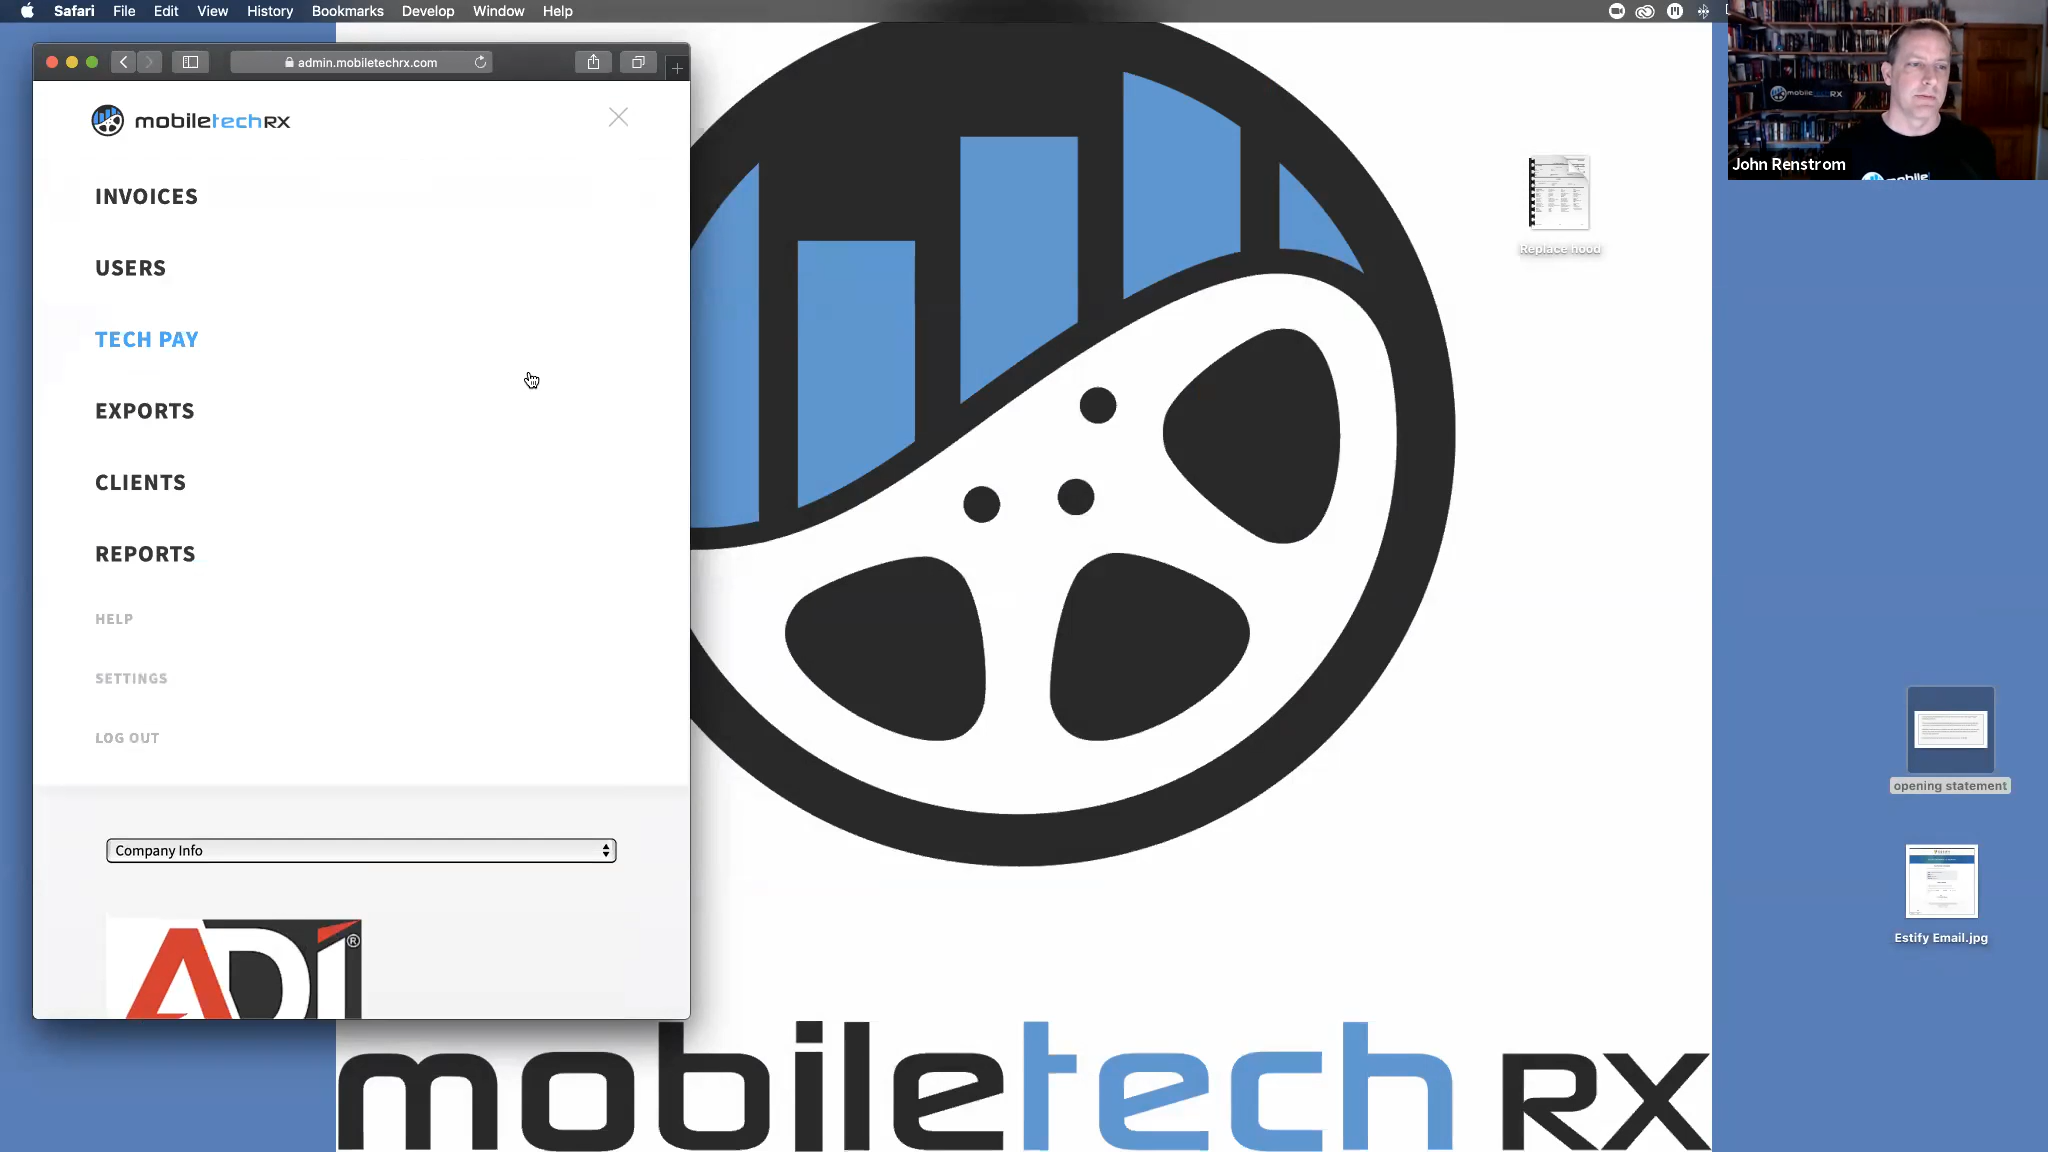 Safari File Edit View History Bookmarks Develop Window Help
admin.mobiletechrx.com
mobiletechRX
INVOICES
USERS
TECH PAY
EXPORTS
CLIENTS
REPORTS
HELP
SETTINGS
LOG OUT
Company Info
ADi®
mobiletechRX
John Renstrom
mobile
Replace hood
opening statement
Estify Email.jpg
mobiletech RX